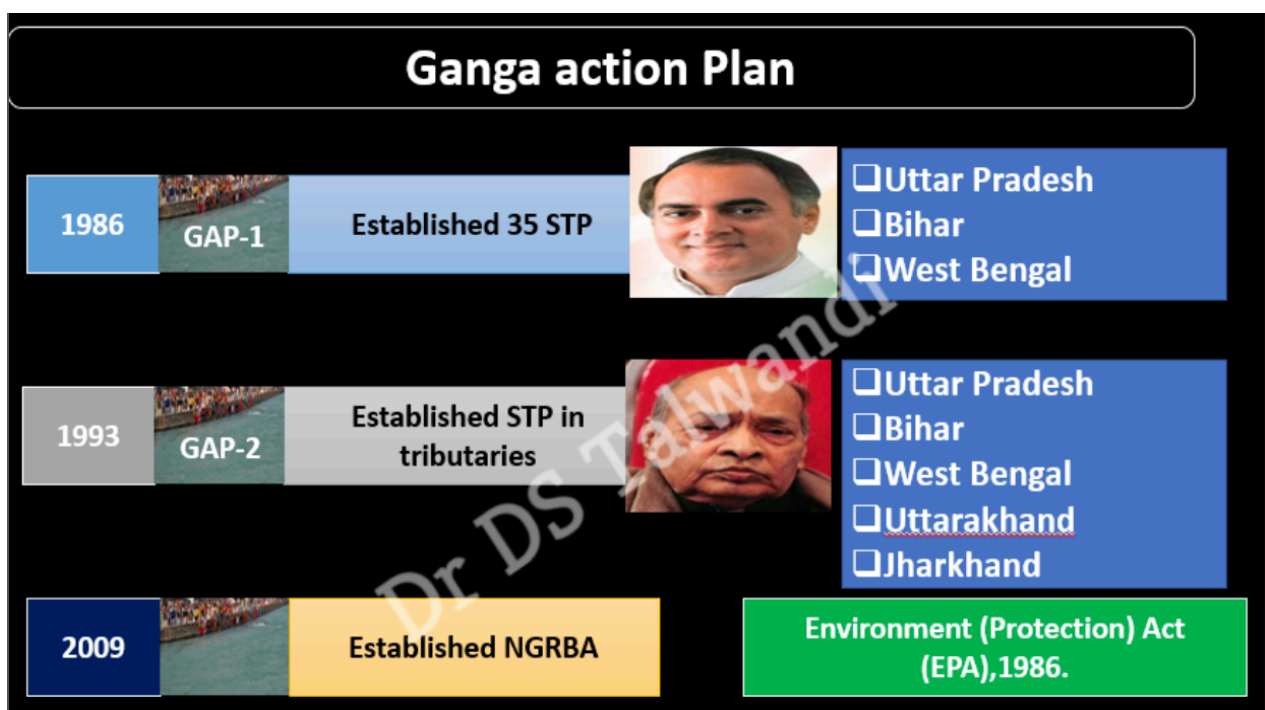 Ganga action Plan
1986
GAP-1
Established 35 STP
❑Uttar Pradesh
❑Bihar
❑West Bengal
1993
GAP-2
Established STP in
tributaries
❑Uttar Pradesh
❑Bihar
❑West Bengal
❑Uttarakhand
❑Jharkhand
2009
Established NGRBA
Environment (Protection) Act
(EPA),1986.
Dr DS Talwandi